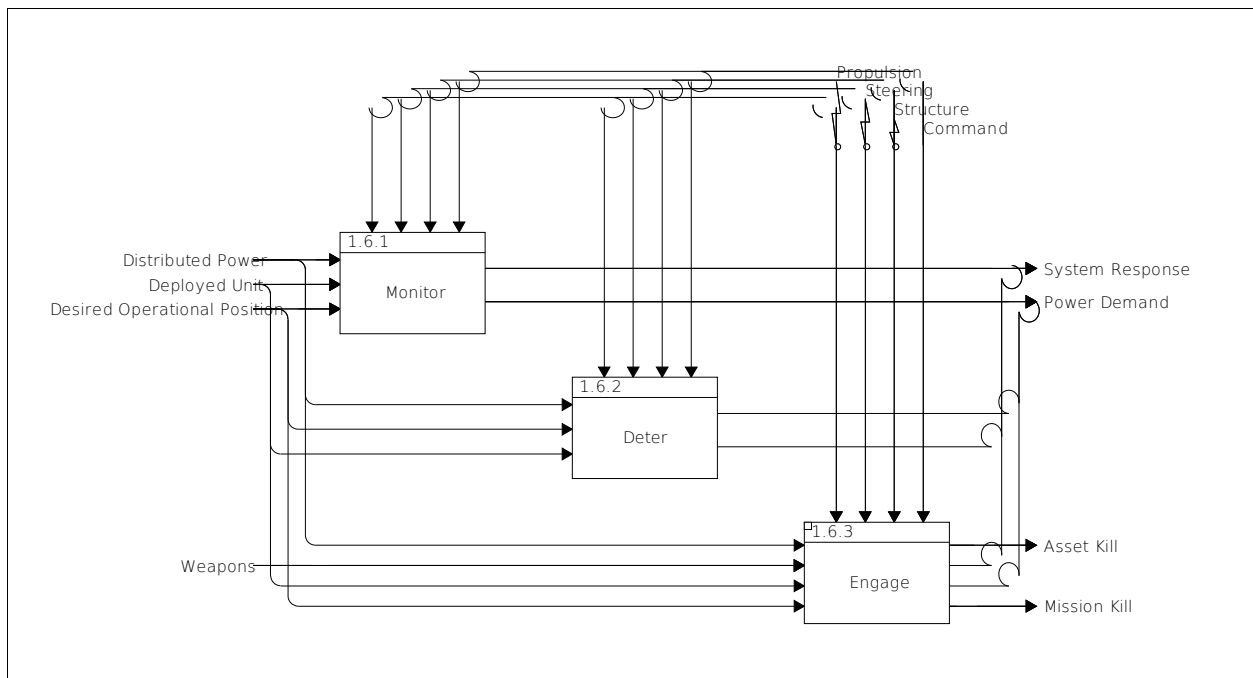 Propulsion
Steering
Structure
Command
1.6.1
Monitor
Distributed Power
Deployed Unit
Desired Operational Position
System Response
Power Demand
1.6.2
Deter
1.6.3
Engage
Weapons
Asset Kill
Mission Kill